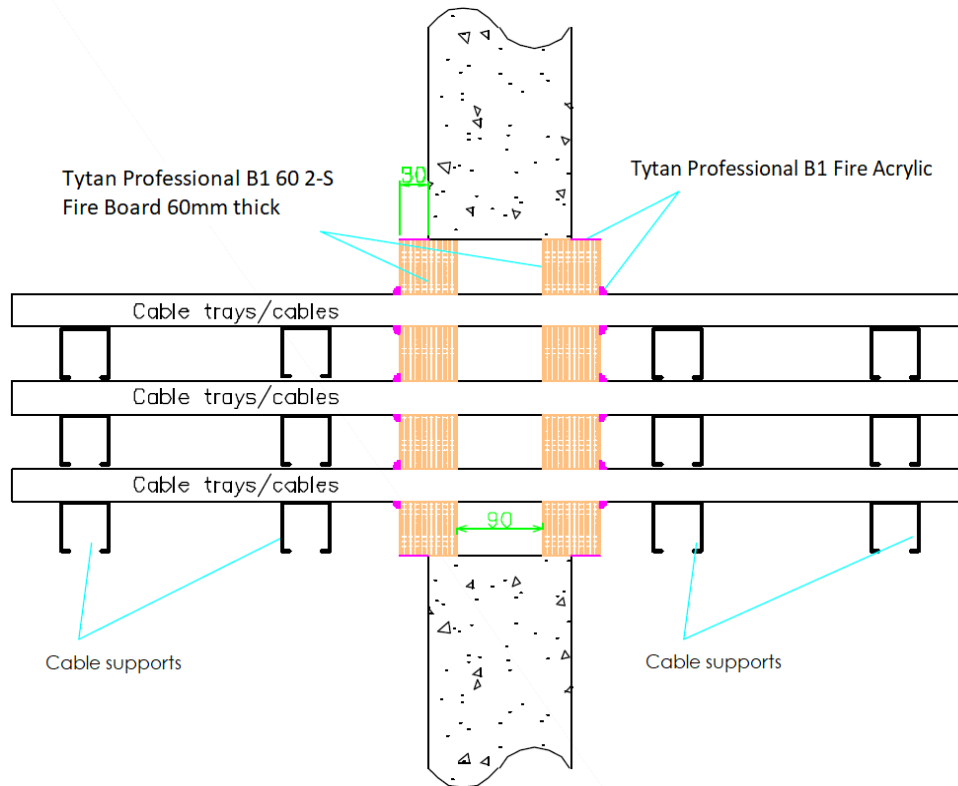 Tytan Professional B1 60 2-S
Fire Board 60mm thick
30
Tytan Professional B1 Fire Acrylic
Cable trays/cables
Cable trays/cables
Cable trays/cables
90
Cable supports
Cable supports